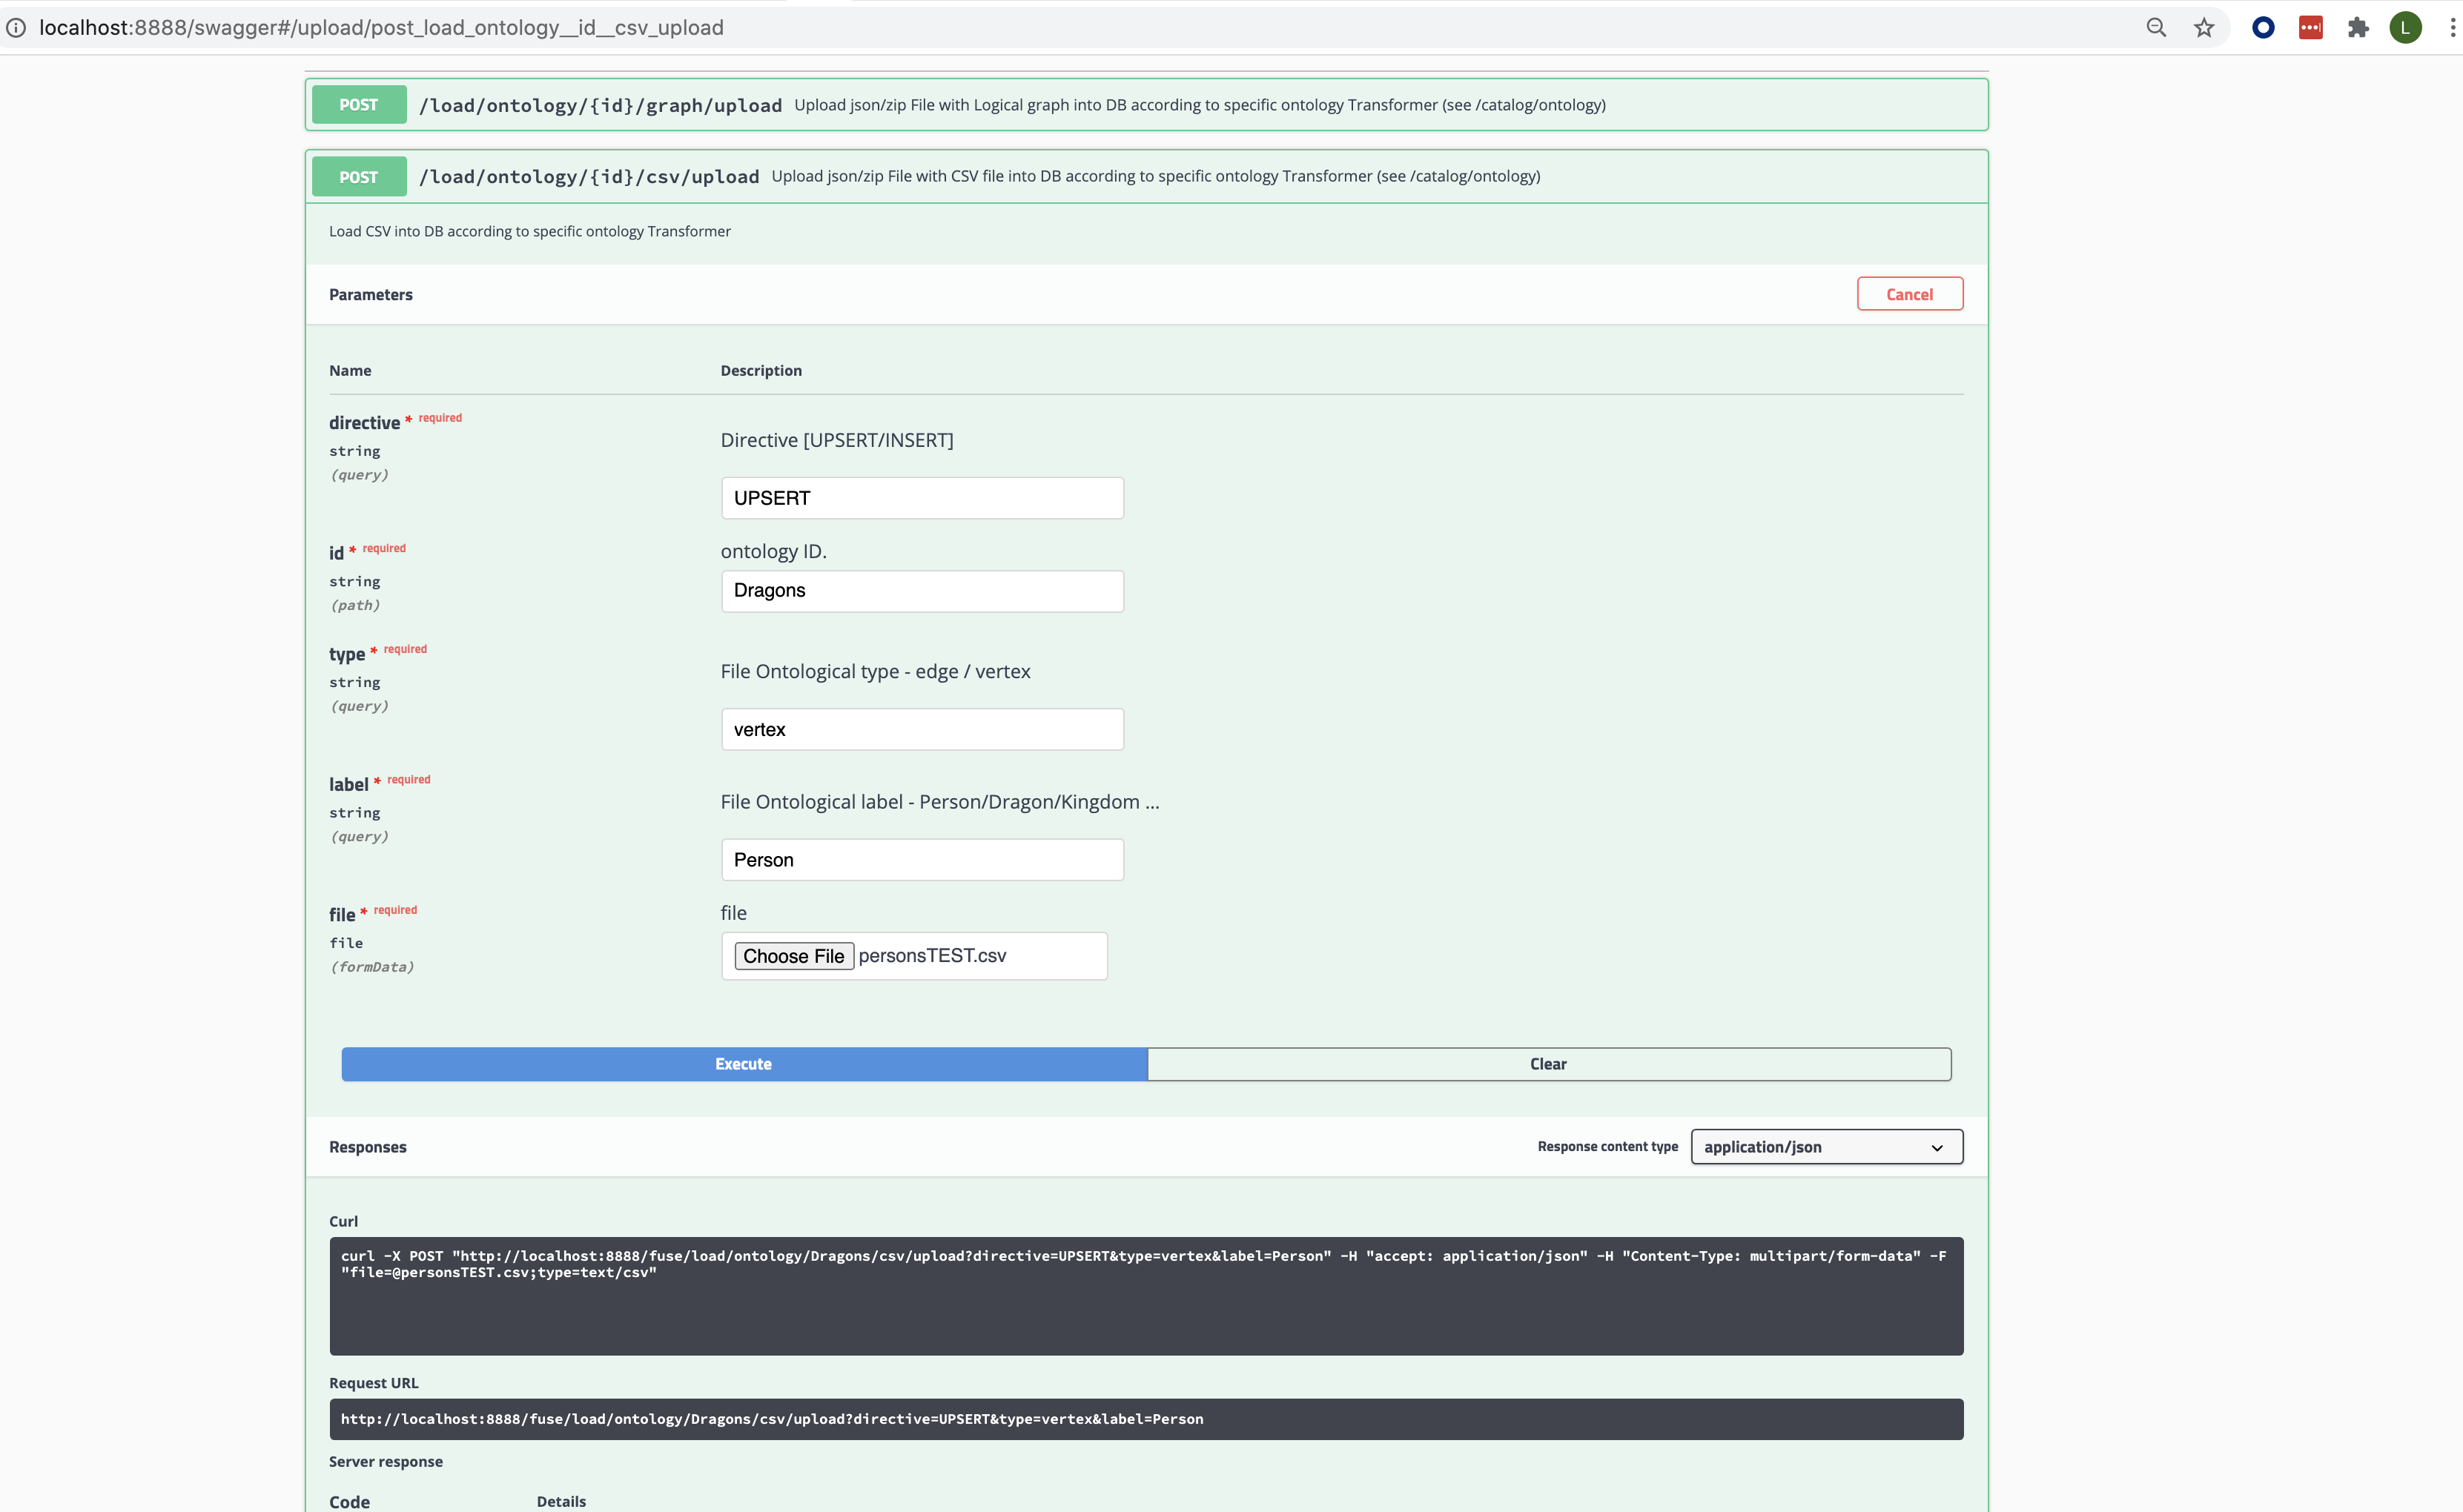 localhost:8888/swagger#/upload/post_load_ontology__id__csv_upload
L
POST /load/ontology/{id}/graph/upload Upload json/zip File with Logical graph into DB according to specific ontology Transformer (see /catalog/ontology)
POST /load/ontology/{id}/csv/upload Upload json/zip File with CSV file into DB according to specific ontology Transformer (see /catalog/ontology)
Load CSV into DB according to specific ontology Transformer
Parameters Cancel
Name Description
directive * required
string
(query)
Directive [UPSERT/INSERT]
UPSERT
id * required
string
(path)
ontology ID.
Dragons
type * required
string
(query)
File Ontological type - edge / vertex
vertex
label * required
string
(query)
File Ontological label - Person/Dragon/Kingdom ...
Person
file * required
file
(formData)
file
Choose File personsTEST.csv
Execute Clear
Responses Response content type application/json
Curl
curl -X POST "http://localhost:8888/fuse/load/ontology/Dragons/csv/upload?directive=UPSERT&type=vertex&label=Person" -H "accept: application/json" -H "Content-Type: multipart/form-data" -F
"file=@personsTEST.csv;type=text/csv"
Request URL
http://localhost:8888/fuse/load/ontology/Dragons/csv/upload?directive=UPSERT&type=vertex&label=Person
Server response
Code Details